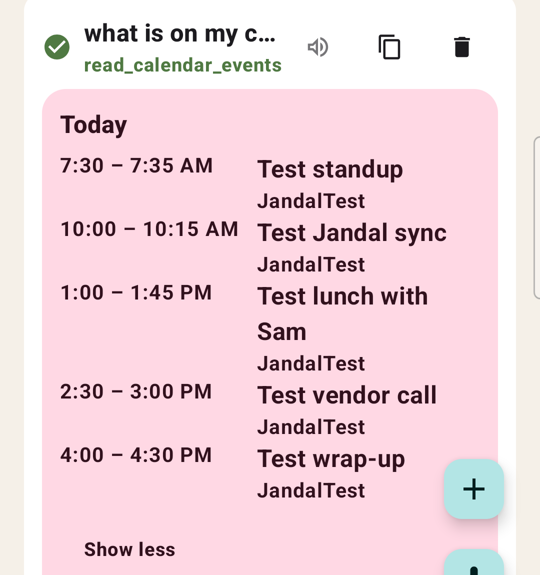 what is on my c...
read_calendar_events
Today
7:30 – 7:35 AM Test standup
JandalTest
10:00 – 10:15 AM Test Jandal sync
JandalTest
1:00 – 1:45 PM Test lunch with
Sam
JandalTest
2:30 – 3:00 PM Test vendor call
JandalTest
4:00 – 4:30 PM Test wrap-up
JandalTest
Show less